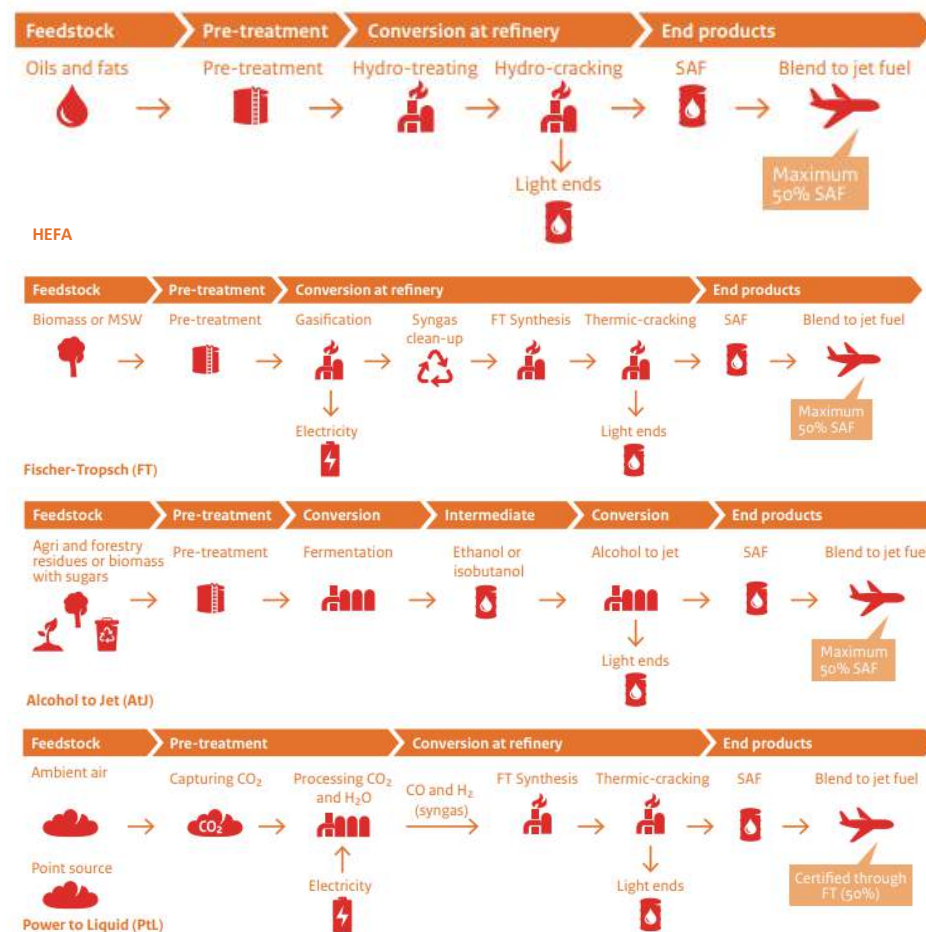 Feedstock Pre-treatment Conversion at refinery End products
Oils and fats Pre-treatment Hydro-treating Hydro-cracking SAF Blend to jet fuel
Light ends
Maximum
50% SAF
HEFA
Feedstock Pre-treatment Conversion at refinery End products
Biomass or MSW Pre-treatment Gasification Syngas clean-up FT Synthesis Thermic-cracking SAF Blend to jet fuel
Electricity Light ends
Maximum
50% SAF
Fischer-Tropsch (FT)
Feedstock Pre-treatment Conversion Intermediate Conversion End products
Agri and forestry
residues or biomass
with sugars
Pre-treatment Fermentation Ethanol or isobutanol Alcohol to jet SAF Blend to jet fue
Light ends
Maximum
50% SAF
Alcohol to Jet (AtJ)
Feedstock Pre-treatment Conversion at refinery End products
Ambient air Capturing CO₂ Processing CO₂ and H₂O CO and H₂ (syngas) FT Synthesis Thermic-cracking SAF Blend to jet fuel
CO₂
Point source
Electricity Light ends
Certified through
FT (50%)
Power to Liquid (PtL)